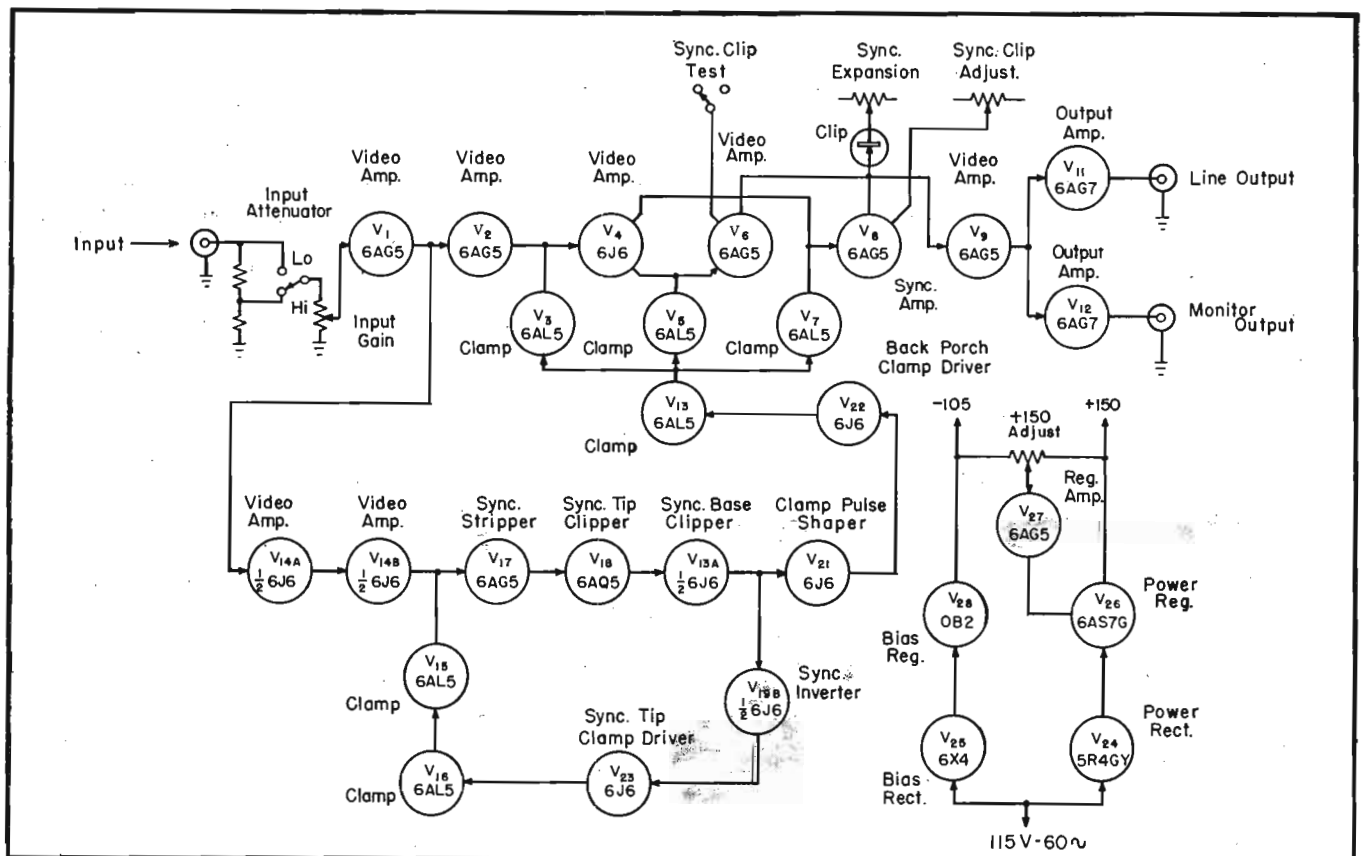 Sync. Clip
Test
Sync.
Expansion
Sync. Clip
Adjust.
Clip
Video
Amp.
Video
Amp.
Video
Amp.
Video
Amp.
Video
Amp.
Output
Amp.
Input
Attenuator
V11
6AG7
Line Output
Input
Lo
Hi
Input
Gain
V1
6AG5
V2
6AG5
V4
6J6
V6
6AG5
V8
6AG5
Sync.
Amp.
V9
6AG5
Output
Amp.
V12
6AG7
Monitor
Output
V3
6AL5
Clamp
V5
6AL5
Clamp
V7
6AL5
Clamp
Back Porch
Clamp Driver
V13
6AL5
Clamp
V22
6J6
-105
+150
Adjust
+150
Reg.
Amp.
V27
6AG5
Video
Amp.
Video
Amp.
Sync.
Stripper
Sync. Tip
Clipper
Sync. Base
Clipper
Clamp Pulse
Shaper
V14A
½ 6J6
V14B
½ 6J6
V17
6AG5
V18
6AQ5
V13A
½ 6J6
V21
6J6
V28
OB2
Bias
Reg.
V26
6AS7G
Power
Reg.
V15
6AL5
Clamp
V19B
½ 6J6
Sync.
Inverter
Sync. Tip
Clamp Driver
V16
6AL5
Clamp
V23
6J6
V25
6X4
Bias
Rect.
V24
5R4GY
Power
Rect.
115V-60~